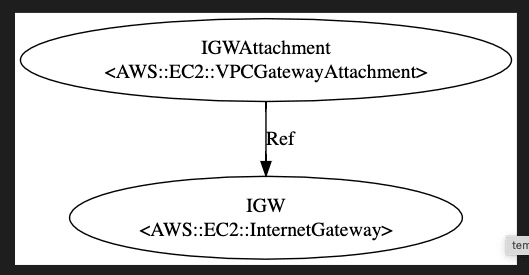 IGWAttachment
<AWS::EC2::VPCGatewayAttachment>
Ref
IGW
<AWS::EC2::InternetGateway>